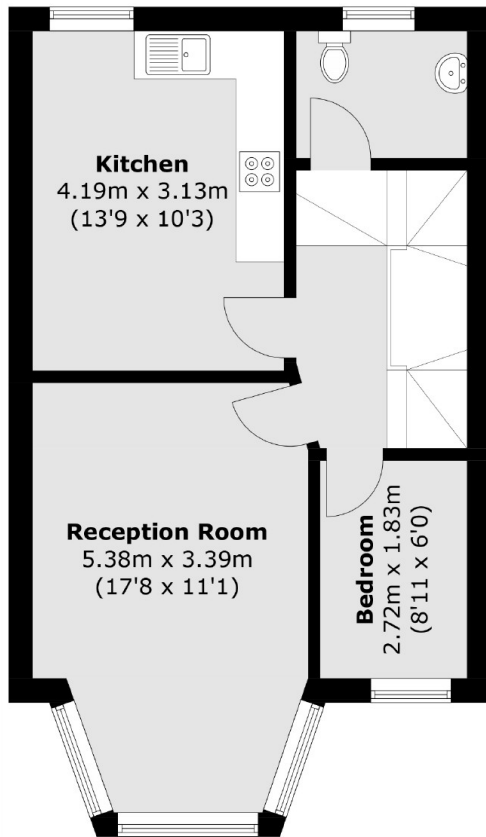 Kitchen
4.19m x 3.13m
(13'9 x 10'3)
Reception Room
5.38m x 3.39m
(17'8 x 11'1)
Bedroom
2.72m x 1.83m
(8'11 x 6'0)